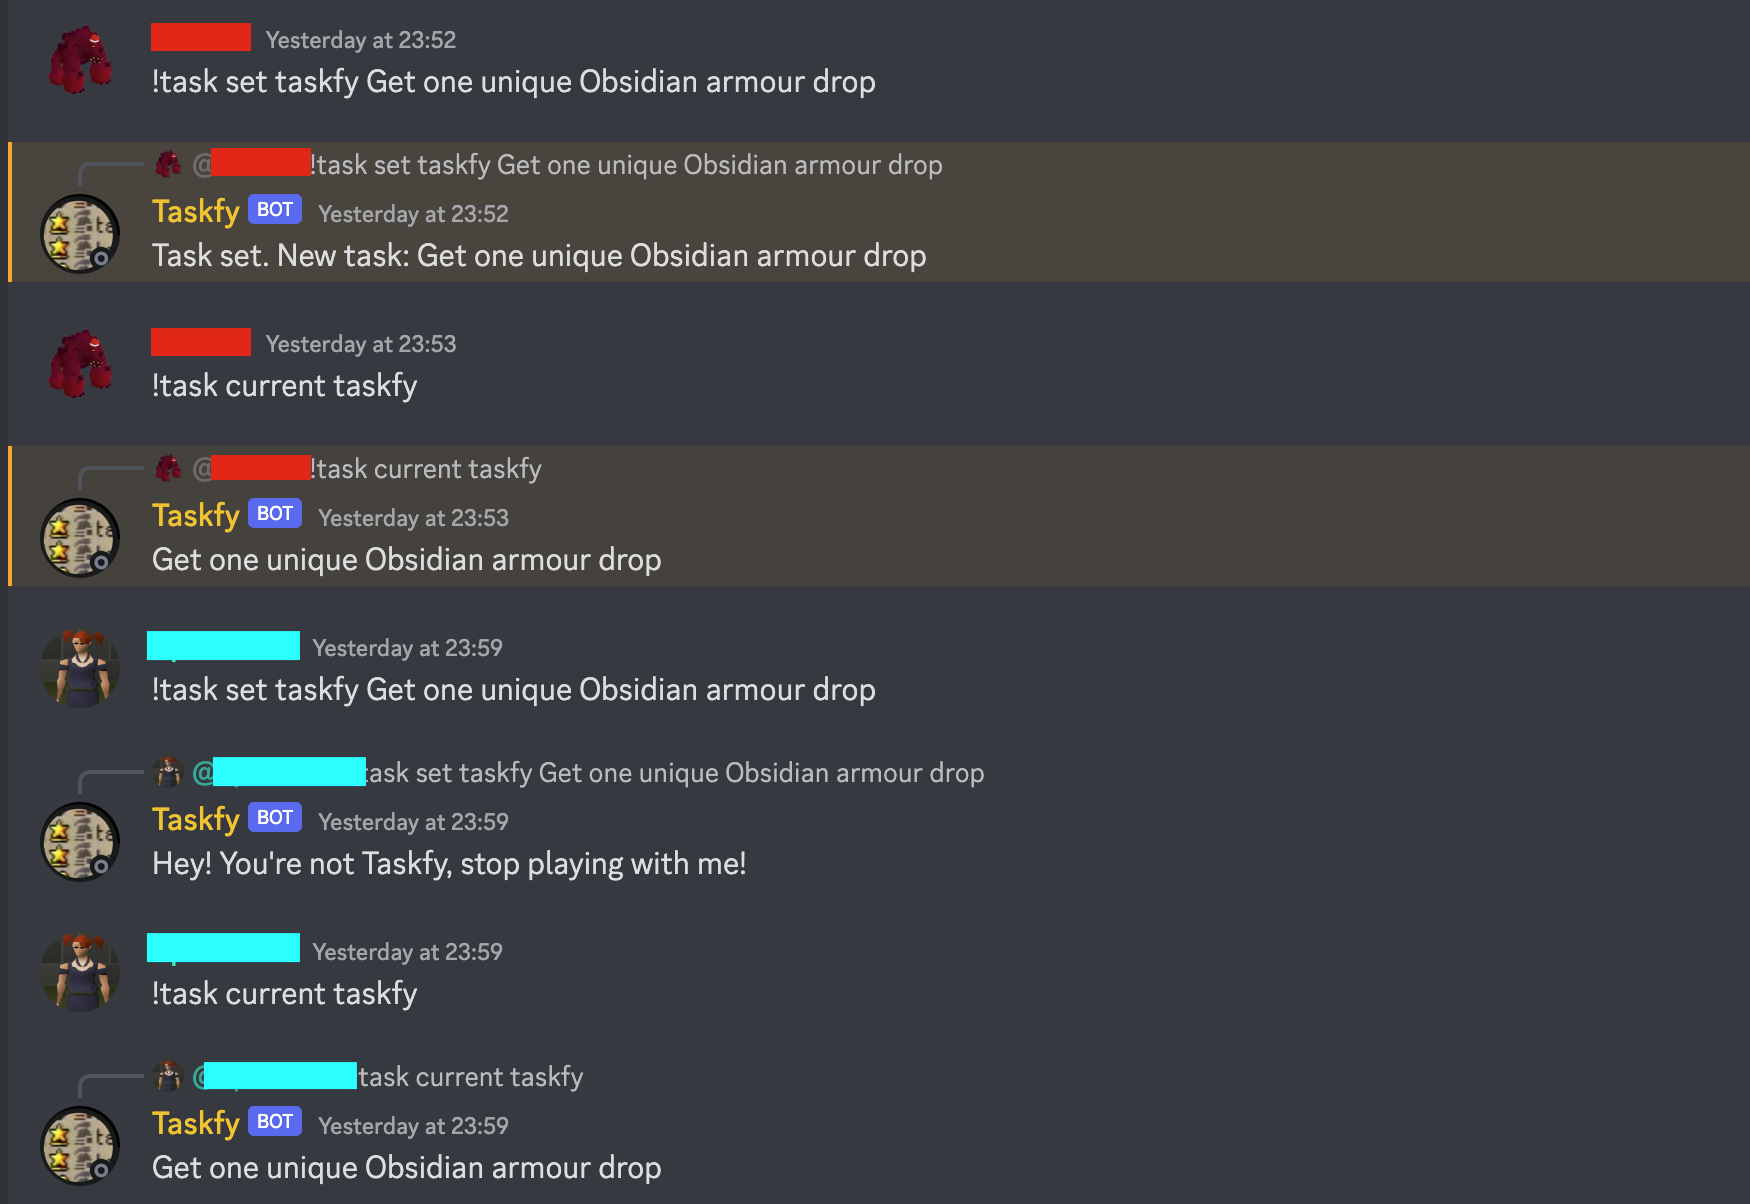 Yesterday at 23:52
!task set taskfy Get one unique Obsidian armour drop
@ !task set taskfy Get one unique Obsidian armour drop
Taskfy BOT Yesterday at 23:52
Task set. New task: Get one unique Obsidian armour drop
Yesterday at 23:53
!task current taskfy
@ !task current taskfy
Taskfy BOT Yesterday at 23:53
Get one unique Obsidian armour drop
Yesterday at 23:59
!task set taskfy Get one unique Obsidian armour drop
@ task set taskfy Get one unique Obsidian armour drop
Taskfy BOT Yesterday at 23:59
Hey! You're not Taskfy, stop playing with me!
Yesterday at 23:59
!task current taskfy
@ task current taskfy
Taskfy BOT Yesterday at 23:59
Get one unique Obsidian armour drop